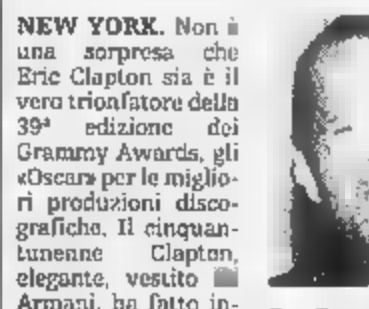 NEW YORK. Non è
una sorpresa che
Eric Clapton sia è il
vero trionfatore della
39ª edizione dei
Grammy Awards, gli
«Oscar» per le miglio-
ri produzioni disco-
grafiche. Il cinquan-
tunenne Clapton,
elegante, vestito
Armani, ha fatto in-